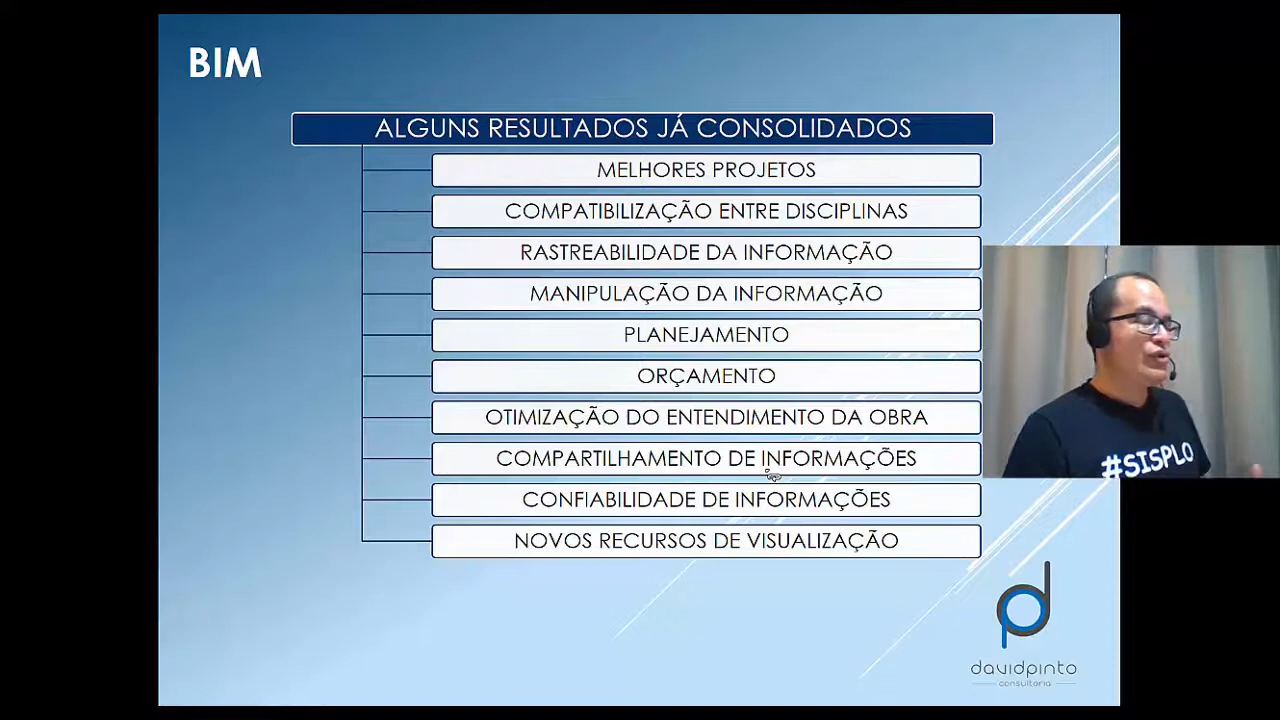 BIM
ALGUNS RESULTADOS JÁ CONSOLIDADOS
MELHORES PROJETOS
COMPATIBILIZAÇÃO ENTRE DISCIPLINAS
RASTREABILIDADE DA INFORMAÇÃO
MANIPULAÇÃO DA INFORMAÇÃO
PLANEJAMENTO
ORÇAMENTO
OTIMIZAÇÃO DO ENTENDIMENTO DA OBRA
COMPARTILHAMENTO DE INFORMAÇÕES
CONFIABILIDADE DE INFORMAÇÕES
NOVOS RECURSOS DE VISUALIZAÇÃO
#SISPLO
davidpinto
consultoria